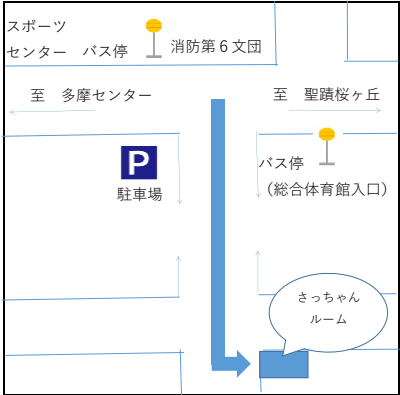 スポーツ
センター　バス停
消防第６文団
至　多摩センター
至　聖蹟桜ヶ丘
P
駐車場
バス停
（総合体育館入口）
さっちゃん
ルーム